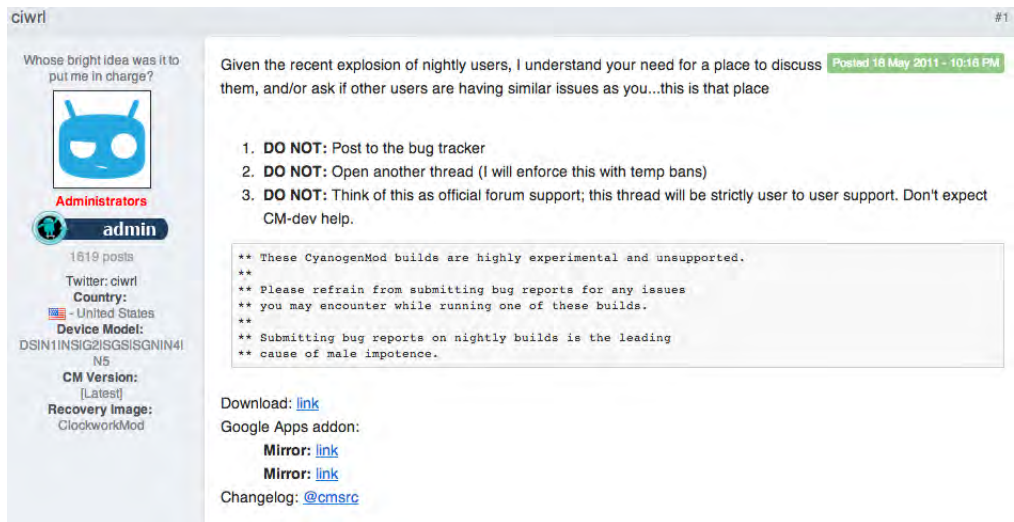 ciwrl
#1
Whose bright idea was it to
put me in charge?
Administrators
admin
1619 posts
Twitter: ciwrl
Country:
- United States
Device Model:
DS|N1|NS|G2|SG|S|SGN|N4|
N5
CM Version:
[Latest]
Recovery Image:
ClockworkMod
Posted 18 May 2011 - 10:16 PM
Given the recent explosion of nightly users, I understand your need for a place to discuss
them, and/or ask if other users are having similar issues as you...this is that place
1. DO NOT: Post to the bug tracker
2. DO NOT: Open another thread (I will enforce this with temp bans)
3. DO NOT: Think of this as official forum support; this thread will be strictly user to user support. Don't expect
CM-dev help.
** These CyanogenMod builds are highly experimental and unsupported.
**
** Please refrain from submitting bug reports for any issues
** you may encounter while running one of these builds.
**
** Submitting bug reports on nightly builds is the leading
** cause of male impotence.
Download: link
Google Apps addon:
Mirror: link
Mirror: link
Changelog: @cmsrc